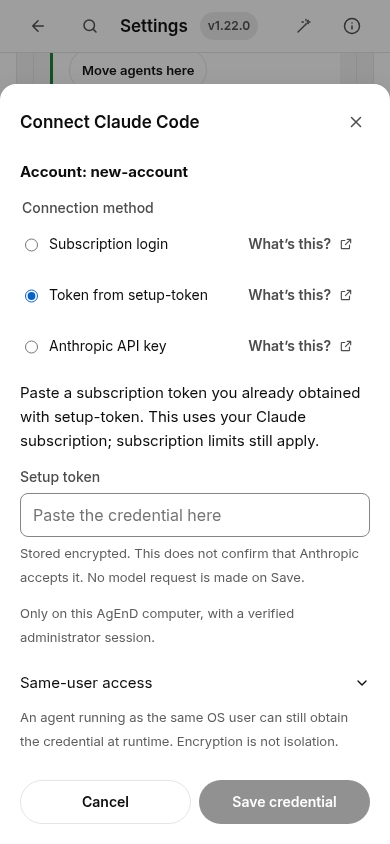 Settings v1.22.0
Move agents here
Connect Claude Code
Account: new-account
Connection method
Subscription login What's this?
Token from setup-token What's this?
Anthropic API key What's this?
Paste a subscription token you already obtained
with setup-token. This uses your Claude
subscription; subscription limits still apply.
Setup token
Paste the credential here
Stored encrypted. This does not confirm that Anthropic
accepts it. No model request is made on Save.
Only on this AgEnD computer, with a verified
administrator session.
Same-user access
An agent running as the same OS user can still obtain
the credential at runtime. Encryption is not isolation.
Cancel Save credential